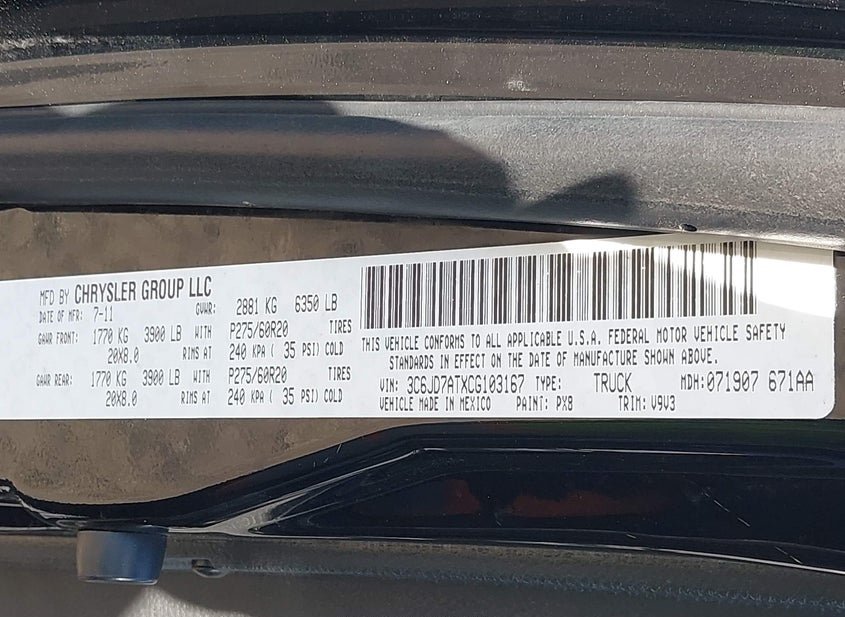 MFD BY CHRYSLER GROUP LLC
DATE OF MFR: 7-11 GVWR: 2881 KG 6350 LB
GAWR FRONT: 1770 KG 3900 LB WITH P275/60R20 TIRES
20X8.0 RIMS AT 240 KPA ( 35 PSI) COLD
GAWR REAR: 1770 KG 3900 LB WITH P275/60R20 TIRES
20X8.0 RIMS AT 240 KPA ( 35 PSI) COLD
THIS VEHICLE CONFORMS TO ALL APPLICABLE U.S.A. FEDERAL MOTOR VEHICLE SAFETY
STANDARDS IN EFFECT ON THE DATE OF MANUFACTURE SHOWN ABOVE.
VIN: 3C6JD7ATXCG103167 TYPE: TRUCK MDH:071907 671AA
VEHICLE MADE IN MEXICO PAINT: PX8 TRIM: V9V3